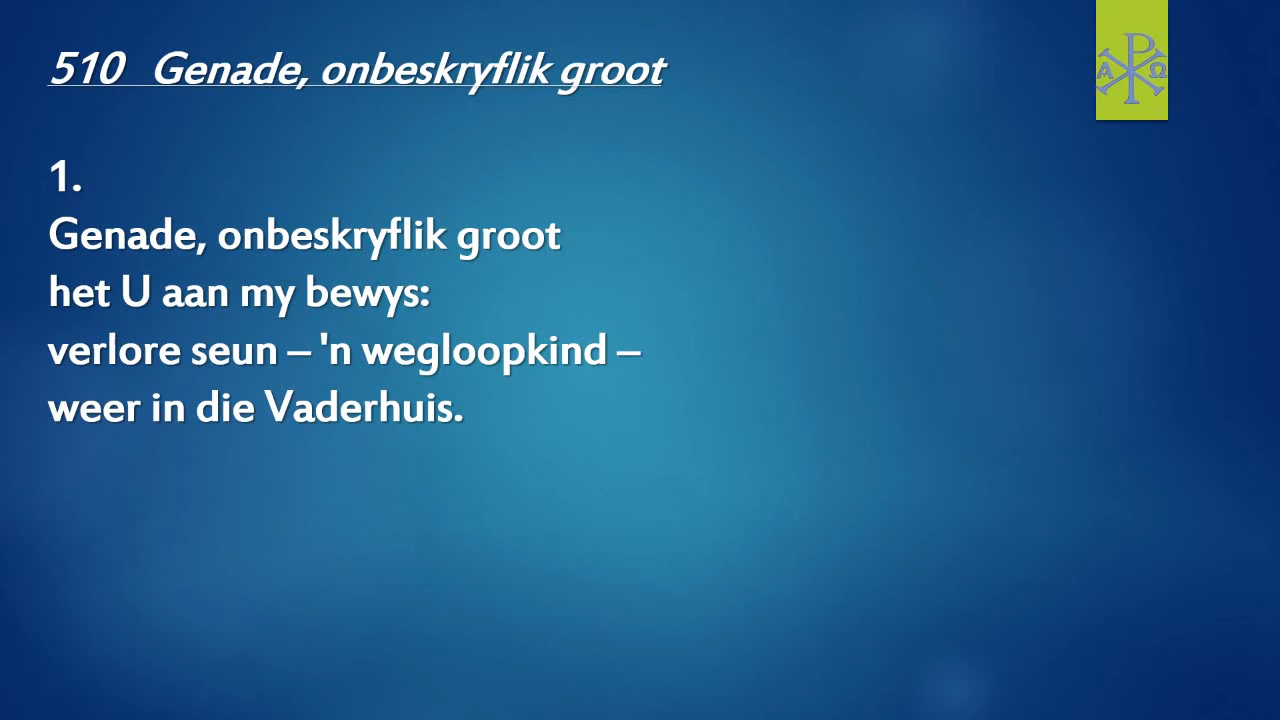 510 Genade, onbeskryflik groot
Α Ρ Ω
1.
Genade, onbeskryflik groot
het U aan my bewys:
verlore seun – 'n wegloopkind –
weer in die Vaderhuis.